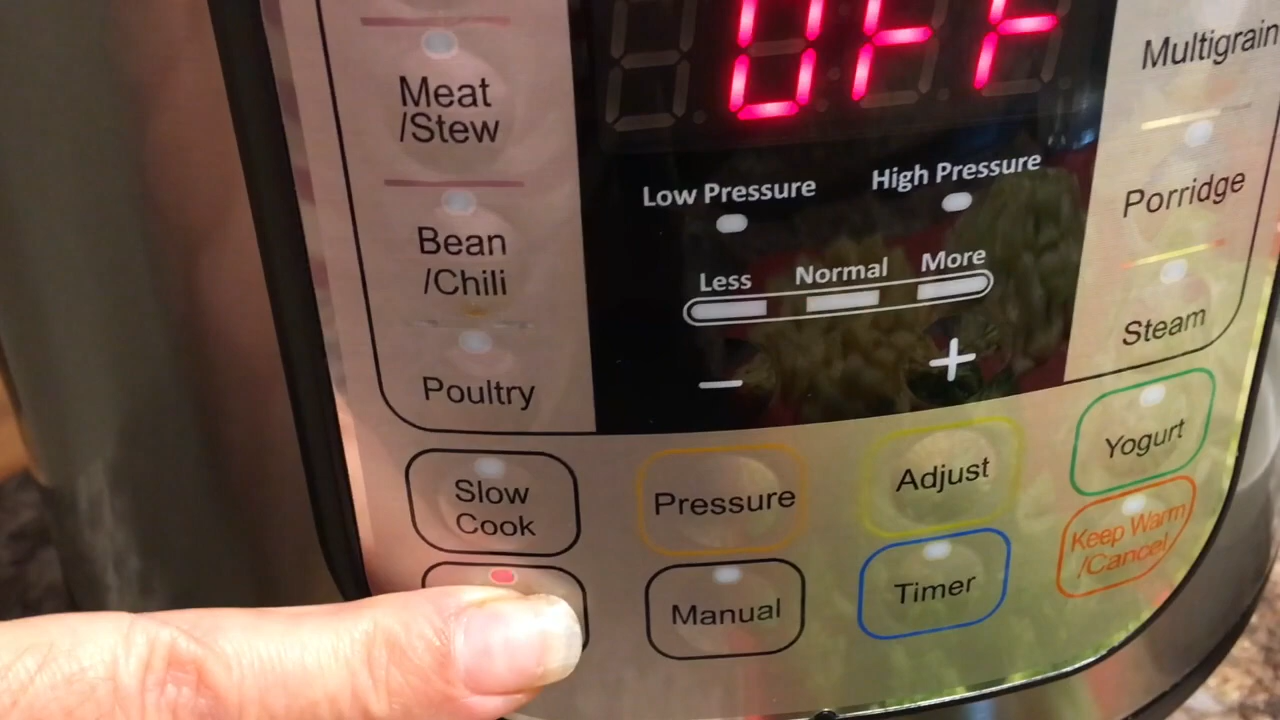 OFF
Meat
/Stew
Bean
/Chili
Poultry
Low Pressure
High Pressure
Less
Normal
More
−
+
Multigrain
Porridge
Steam
Slow
Cook
Pressure
Adjust
Yogurt
Manual
Timer
Keep Warm
/Cancel